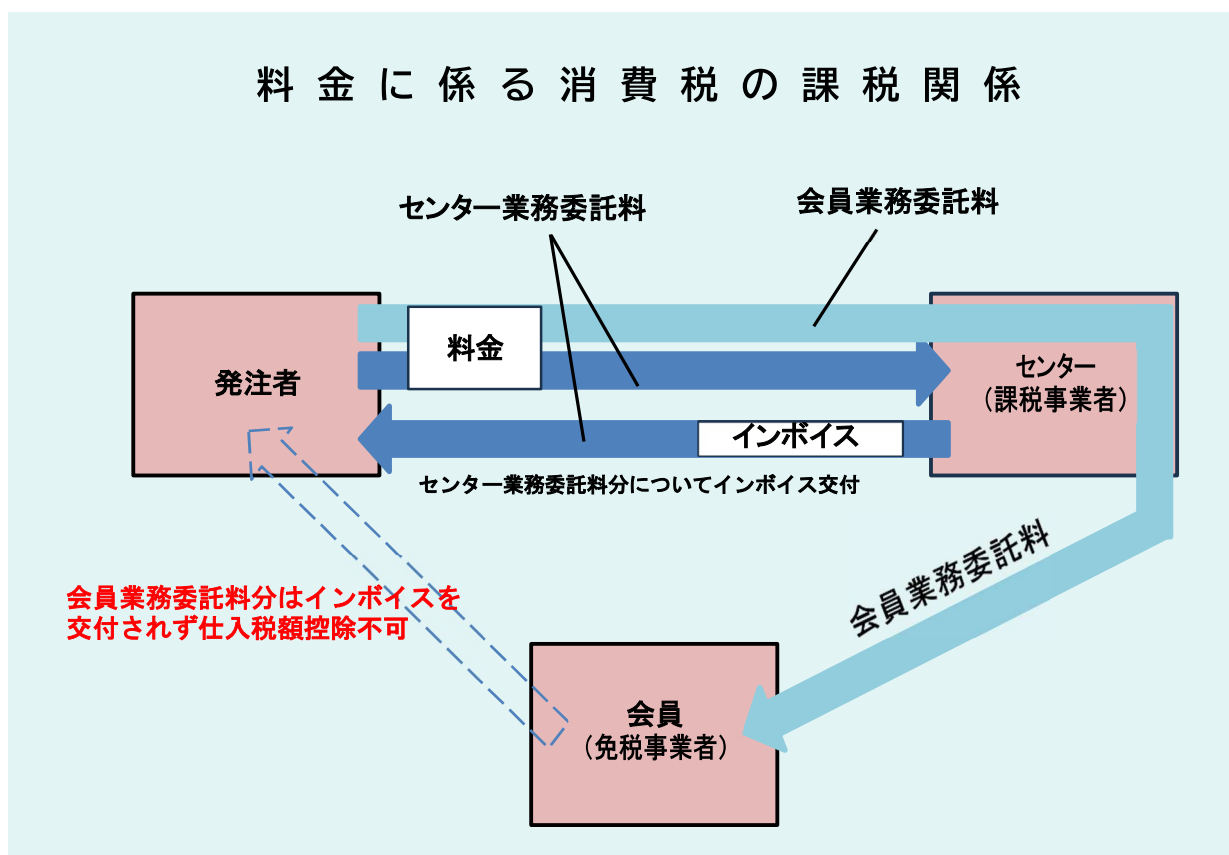 料金に係る消費税の課税関係
センター業務委託料
会員業務委託料
料金
発注者
センター
（課税事業者）
インボイス
センター業務委託料分についてインボイス交付
会員業務委託料
会員業務委託料分はインボイスを
交付されず仕入税額控除不可
会員
（免税事業者）